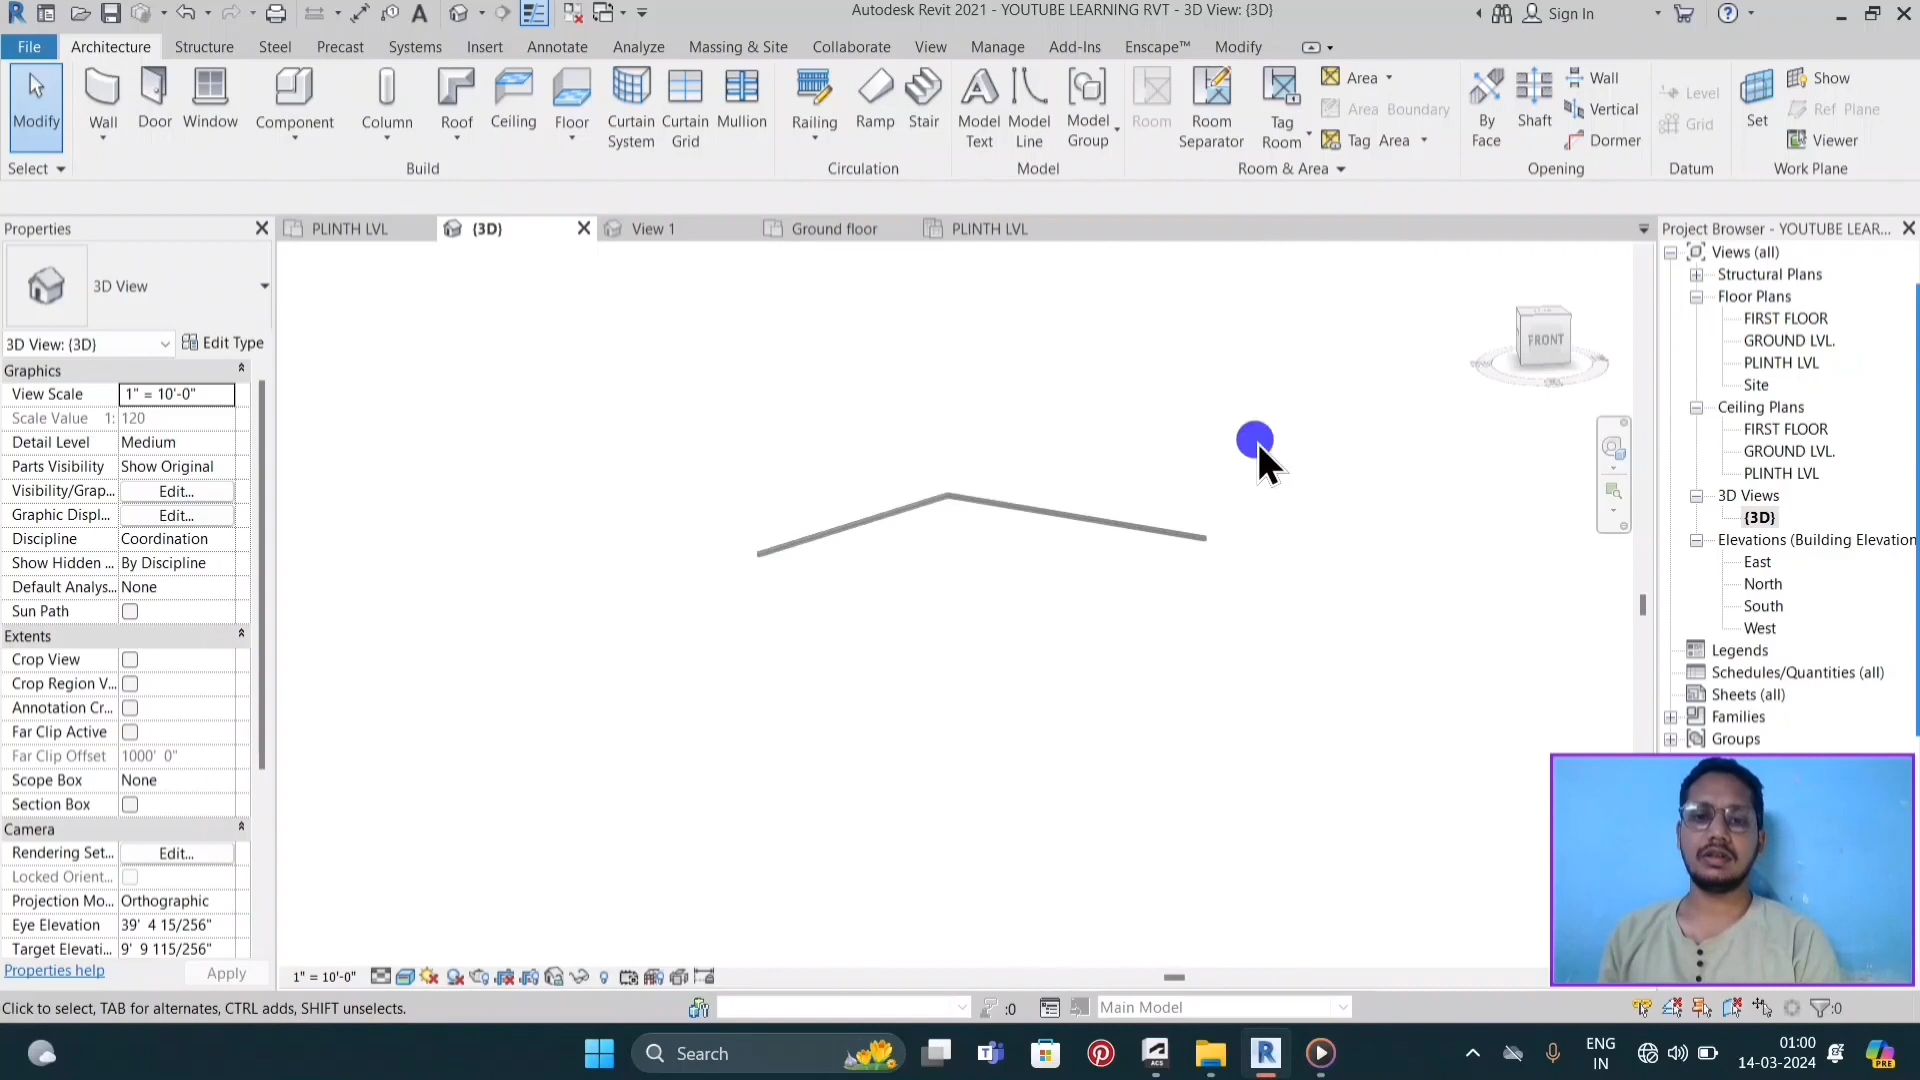 Autodesk Revit 2021 - YOUTUBE LEARNING RVT - 3D View: {3D}
Sign In
File Architecture Structure Steel Precast Systems Insert Annotate Analyze Massing & Site Collaborate View Manage Add-Ins Enscape™ Modify
Modify
Wall
Door
Window
Component
Column
Roof
Ceiling
Floor
Curtain System
Curtain Grid
Mullion
Railing
Ramp
Stair
Model Text
Model Line
Model Group
Room
Room Separator
Tag Room
Area
Area Boundary
Tag Area
By Face
Shaft
Wall
Vertical
Dormer
Level
Grid
Set
Show
Ref Plane
Viewer
Select
Build
Circulation
Model
Room & Area
Opening
Datum
Work Plane
Properties
PLINTH LVL
{3D}
View 1
Ground floor
PLINTH LVL
Project Browser - YOUTUBE LEAR...
3D View
3D View: {3D}
Edit Type
Graphics
View Scale 1" = 10'-0"
Scale Value 1: 120
Detail Level Medium
Parts Visibility Show Original
Visibility/Grap... Edit...
Graphic Displ... Edit...
Discipline Coordination
Show Hidden ... By Discipline
Default Analys... None
Sun Path
Extents
Crop View
Crop Region V...
Annotation Cr...
Far Clip Active
Far Clip Offset 1000' 0"
Scope Box None
Section Box
Camera
Rendering Set... Edit...
Locked Orient...
Projection Mo... Orthographic
Eye Elevation 39' 4 15/256"
Target Elevati... 9' 9 115/256"
Properties help
Apply
FRONT
Views (all)
Structural Plans
Floor Plans
FIRST FLOOR
GROUND LVL.
PLINTH LVL
Site
Ceiling Plans
FIRST FLOOR
GROUND LVL.
PLINTH LVL
3D Views
{3D}
Elevations (Building Elevation
East
North
South
West
Legends
Schedules/Quantities (all)
Sheets (all)
Families
Groups
1" = 10'-0"
Click to select, TAB for alternates, CTRL adds, SHIFT unselects.
:0
Main Model
:0
Search
ENG
IN
01:00
14-03-2024